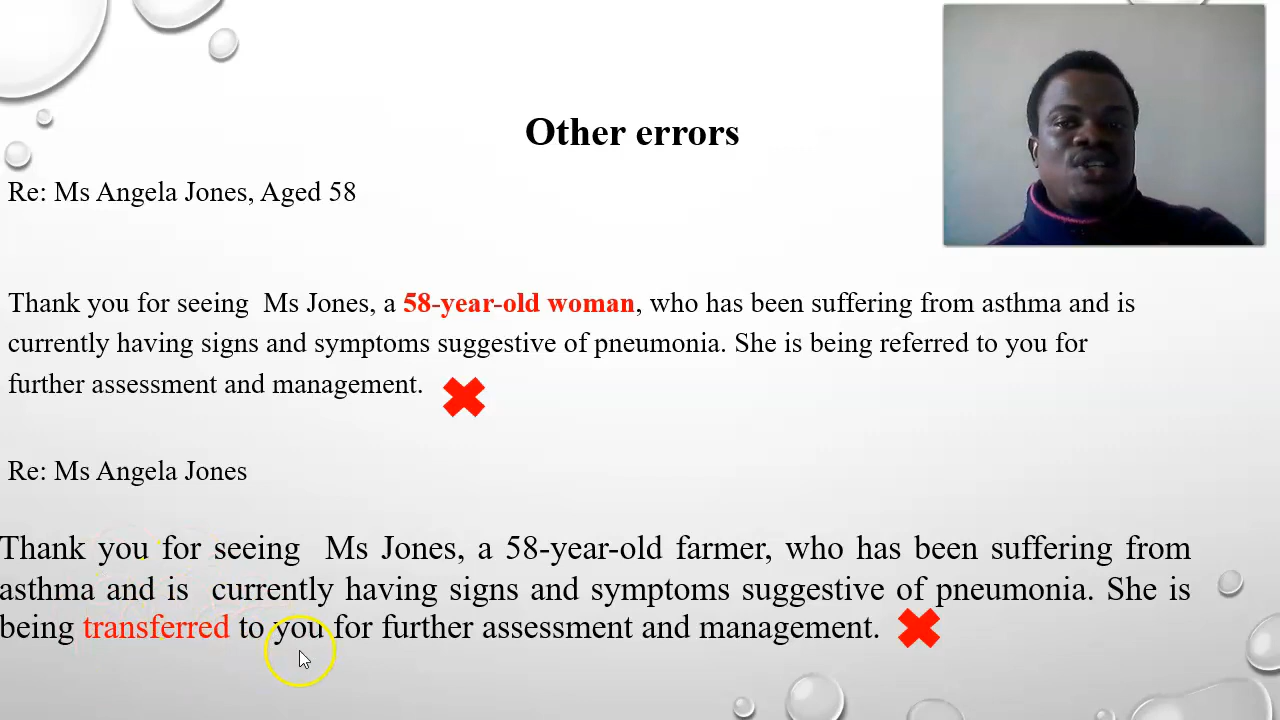 Other errors
Re: Ms Angela Jones, Aged 58
Thank you for seeing  Ms Jones, a 58-year-old woman, who has been suffering from asthma and is
currently having signs and symptoms suggestive of pneumonia. She is being referred to you for
further assessment and management.
Re: Ms Angela Jones
Thank you for seeing  Ms Jones, a 58-year-old farmer, who has been suffering from
asthma and is  currently having signs and symptoms suggestive of pneumonia. She is
being transferred to you for further assessment and management.